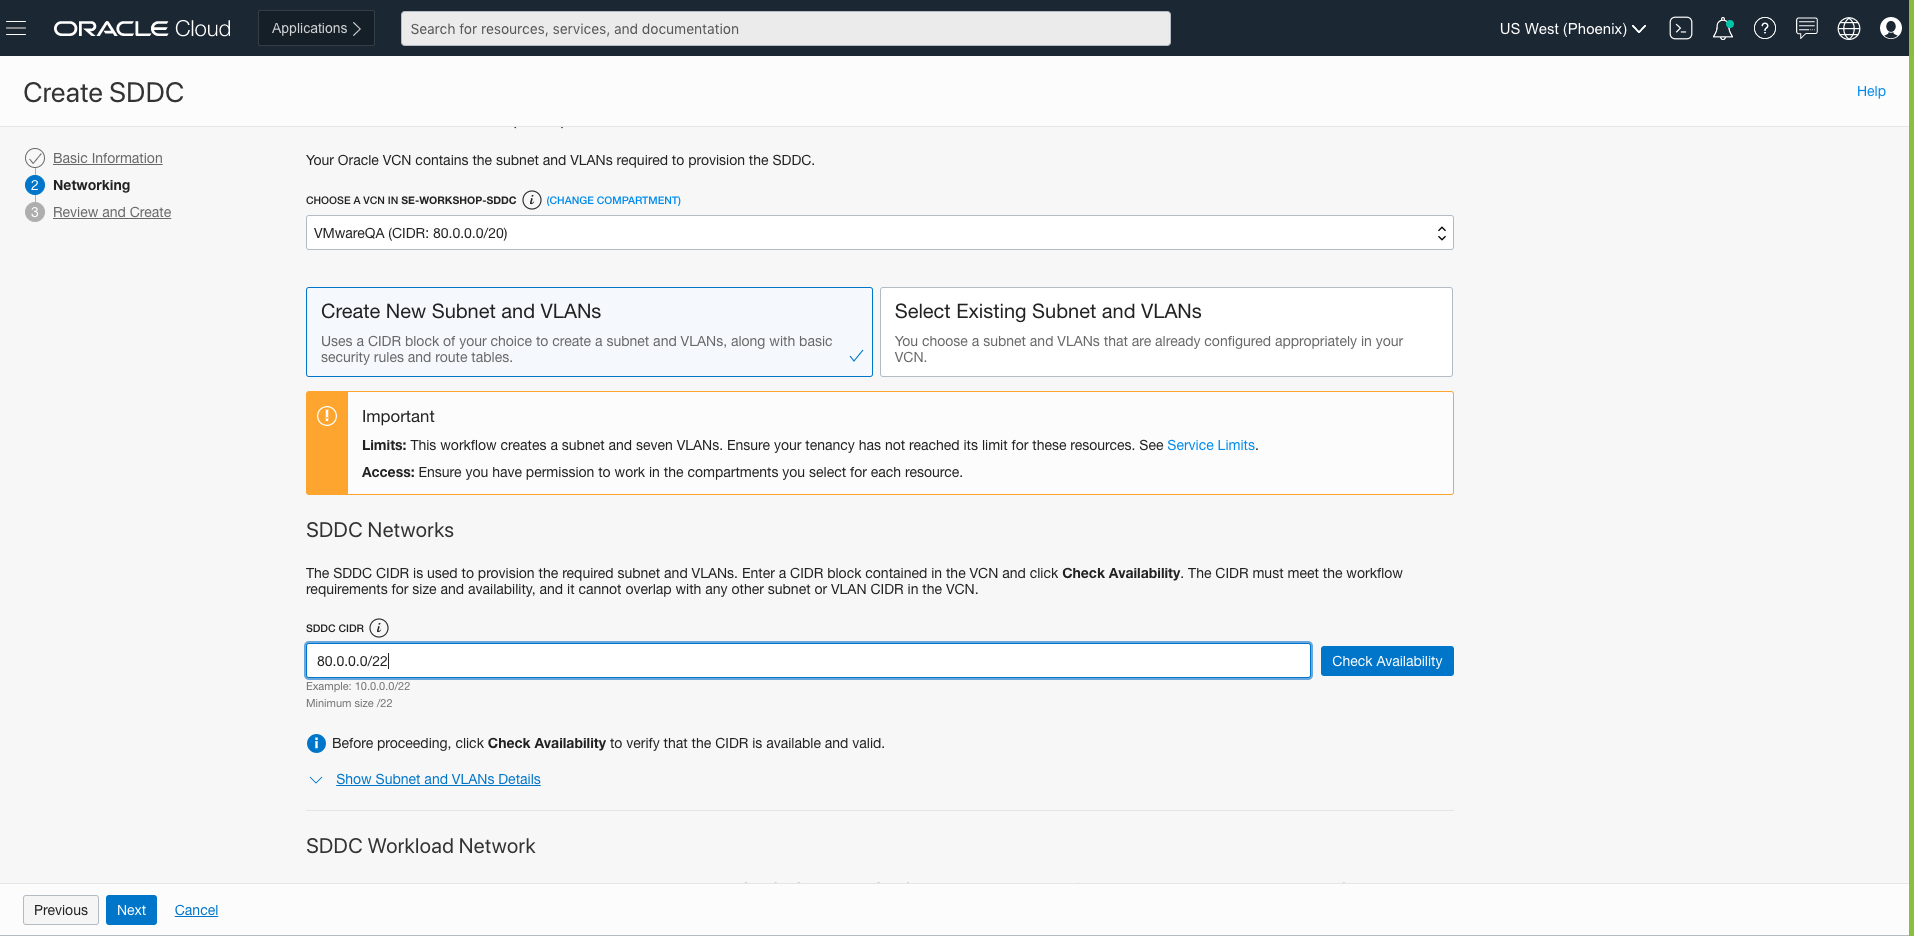 ORACLE Cloud
Applications
Search for resources, services, and documentation
US West (Phoenix)
Create SDDC
Help
Basic Information
2 Networking
3 Review and Create
Your Oracle VCN contains the subnet and VLANs required to provision the SDDC.
CHOOSE A VCN IN SE-WORKSHOP-SDDC i (CHANGE COMPARTMENT)
VMwareQA (CIDR: 80.0.0.0/20)
Create New Subnet and VLANs
Uses a CIDR block of your choice to create a subnet and VLANs, along with basic
security rules and route tables.
Select Existing Subnet and VLANs
You choose a subnet and VLANs that are already configured appropriately in your
VCN.
Important
Limits: This workflow creates a subnet and seven VLANs. Ensure your tenancy has not reached its limit for these resources. See Service Limits.
Access: Ensure you have permission to work in the compartments you select for each resource.
SDDC Networks
The SDDC CIDR is used to provision the required subnet and VLANs. Enter a CIDR block contained in the VCN and click Check Availability. The CIDR must meet the workflow
requirements for size and availability, and it cannot overlap with any other subnet or VLAN CIDR in the VCN.
SDDC CIDR i
80.0.0.0/22
Check Availability
Example: 10.0.0.0/22
Minimum size /22
Before proceeding, click Check Availability to verify that the CIDR is available and valid.
Show Subnet and VLANs Details
SDDC Workload Network
Previous
Next
Cancel